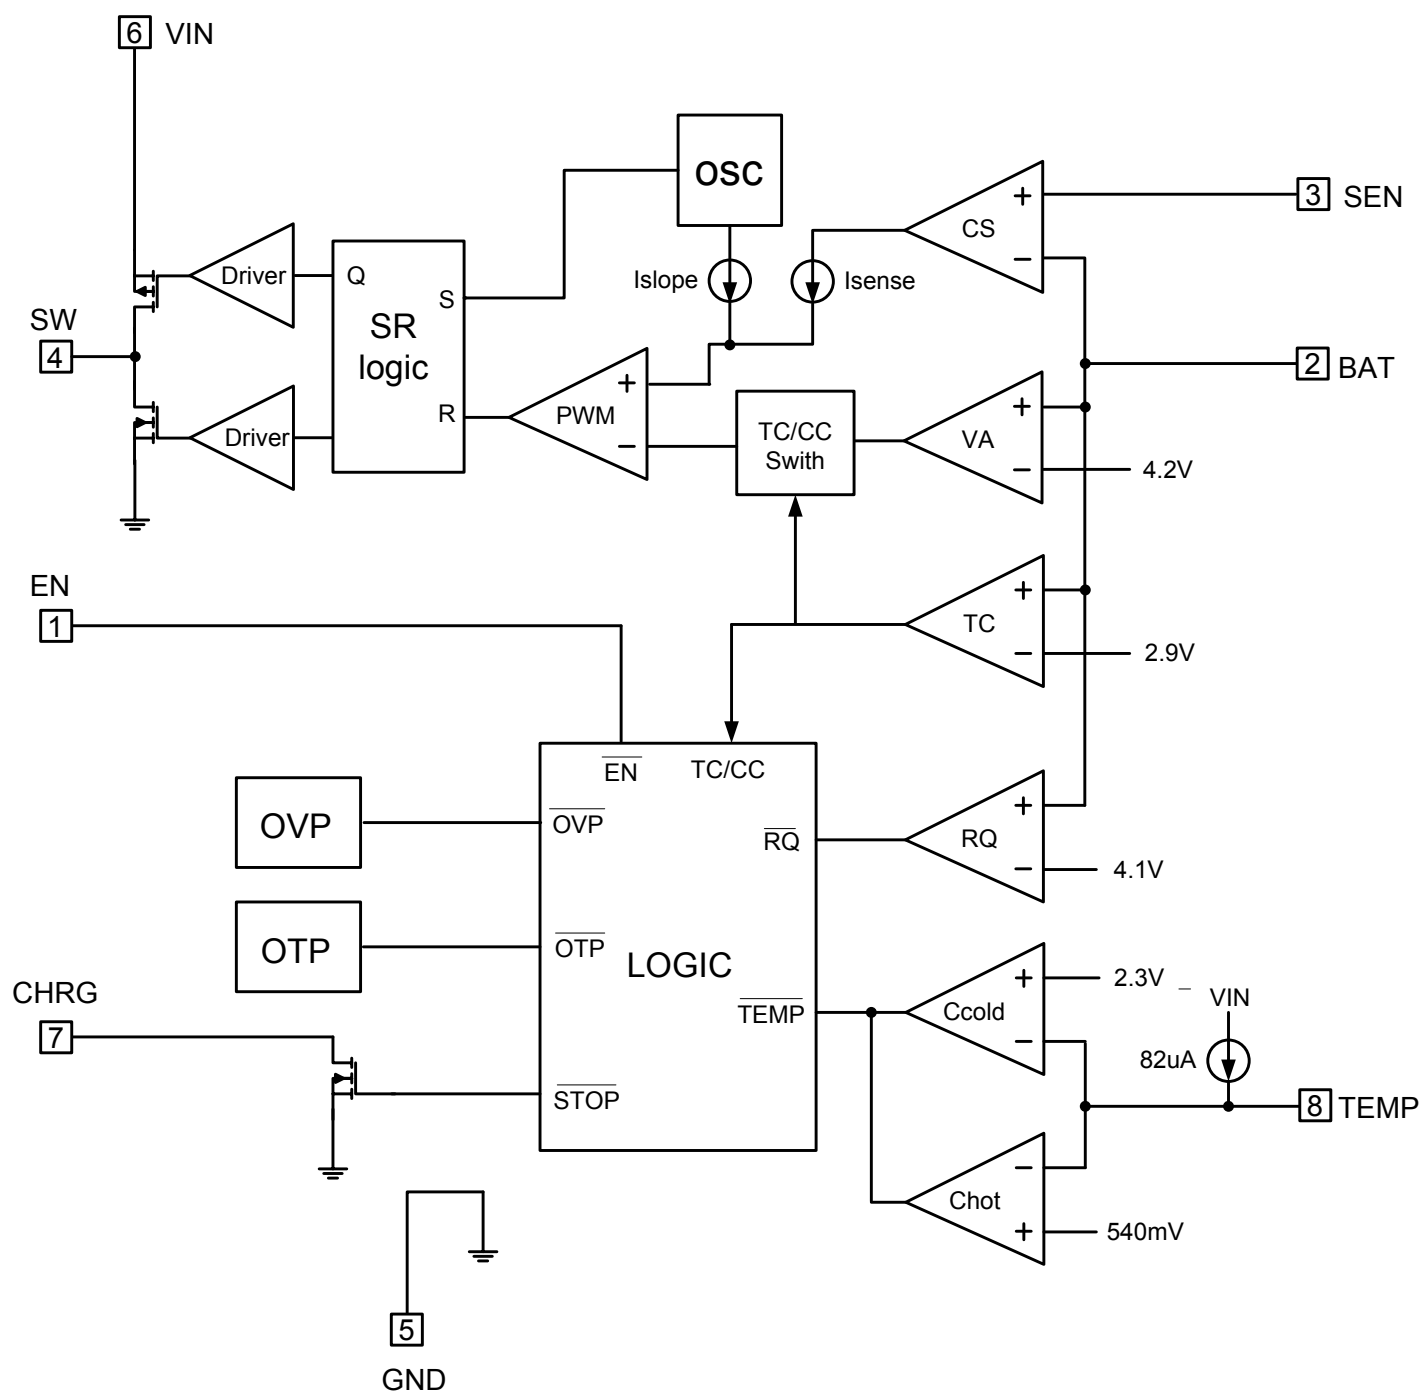 6 VIN
OSC
3 SEN
+
CS
−
Driver
Q
S
Islope
Isense
SW
4
SR
logic
2 BAT
+
PWM
−
R
Driver
TC/CC
Swith
+
VA
−
4.2V
EN
1
+
TC
−
2.9V
EN
TC/CC
OVP
OVP
RQ
+
RQ
−
4.1V
OTP
OTP
LOGIC
TEMP
+
Ccold
−
2.3V
_
VIN
82uA
CHRG
7
STOP
8 TEMP
−
Chot
+
540mV
5
GND